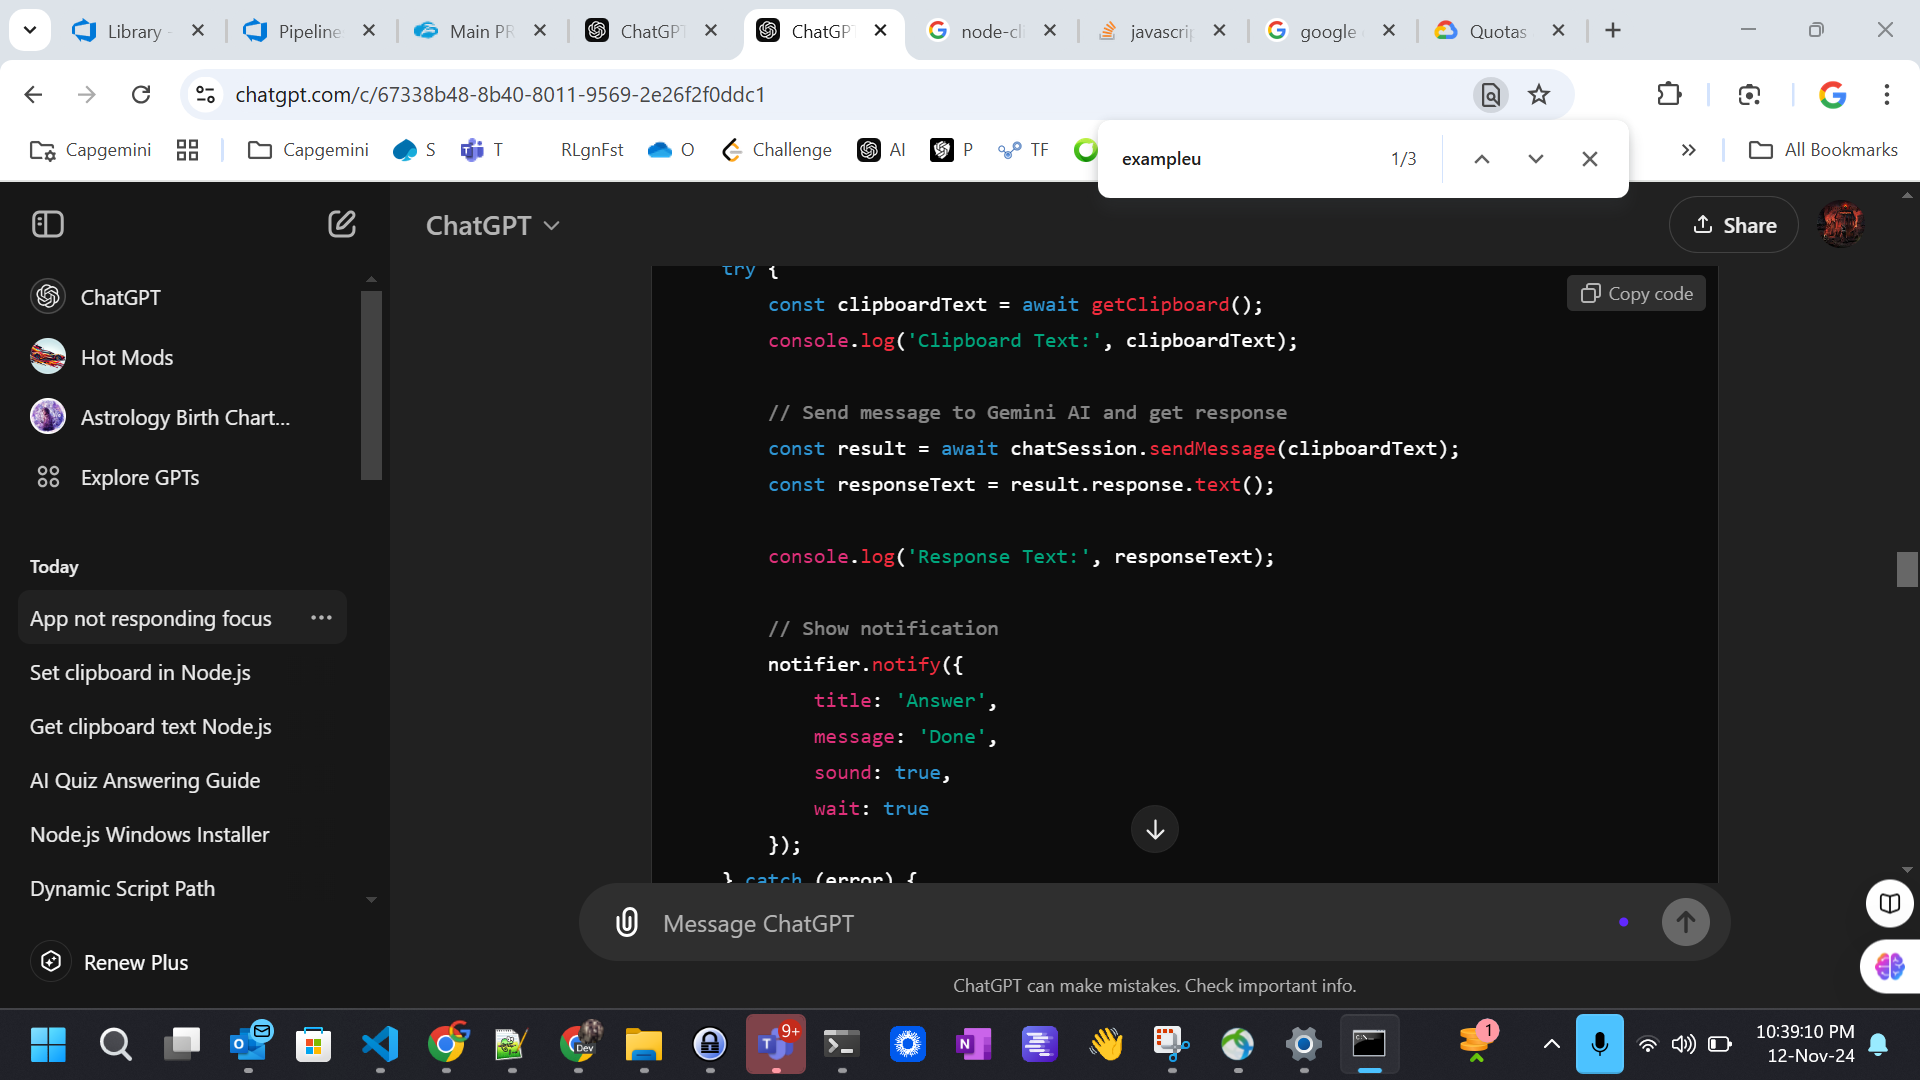 Library -
Pipeline
Main PR
ChatGPT
ChatGPT
node-cli
javascrip
google
Quotas
chatgpt.com/c/67338b48-8b40-8011-9569-2e26f2f0ddc1
Capgemini
Capgemini
S
T
RLgnFst
O
Challenge
AI
P
TF
All Bookmarks
exampleu
1/3
ChatGPT
Share
ChatGPT
Hot Mods
Astrology Birth Chart...
Explore GPTs
Today
App not responding focus
Set clipboard in Node.js
Get clipboard text Node.js
AI Quiz Answering Guide
Node.js Windows Installer
Dynamic Script Path
Renew Plus
Copy code
try {
const clipboardText = await getClipboard();
console.log('Clipboard Text:', clipboardText);
// Send message to Gemini AI and get response
const result = await chatSession.sendMessage(clipboardText);
const responseText = result.response.text();
console.log('Response Text:', responseText);
// Show notification
notifier.notify({
title: 'Answer',
message: 'Done',
sound: true,
wait: true
});
} catch (error) {
Message ChatGPT
ChatGPT can make mistakes. Check important info.
Dev
9+
1
10:39:10 PM
12-Nov-24